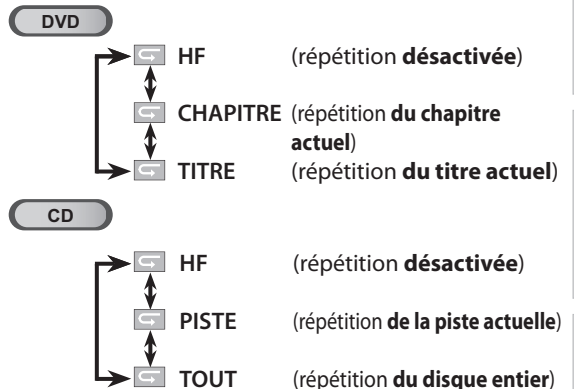 DVD
HF (répétition désactivée)
CHAPITRE (répétition du chapitre
actuel)
TITRE (répétition du titre actuel)
CD
HF (répétition désactivée)
PISTE (répétition de la piste actuelle)
TOUT (répétition du disque entier)